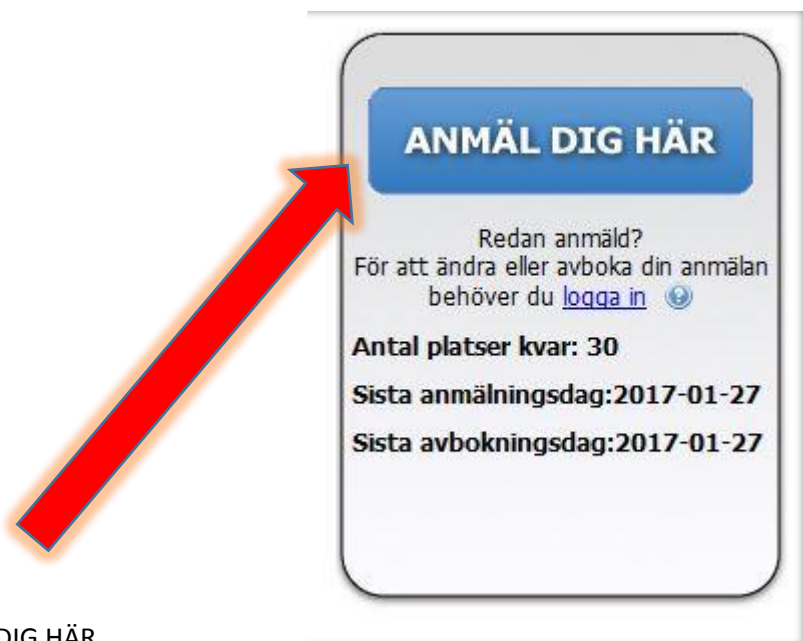 ANMÄL DIG HÄR
Redan anmäld?
För att ändra eller avboka din anmälan
behöver du logga in
Antal platser kvar: 30
Sista anmälningsdag:2017-01-27
Sista avbokningsdag:2017-01-27
DIG HÄR